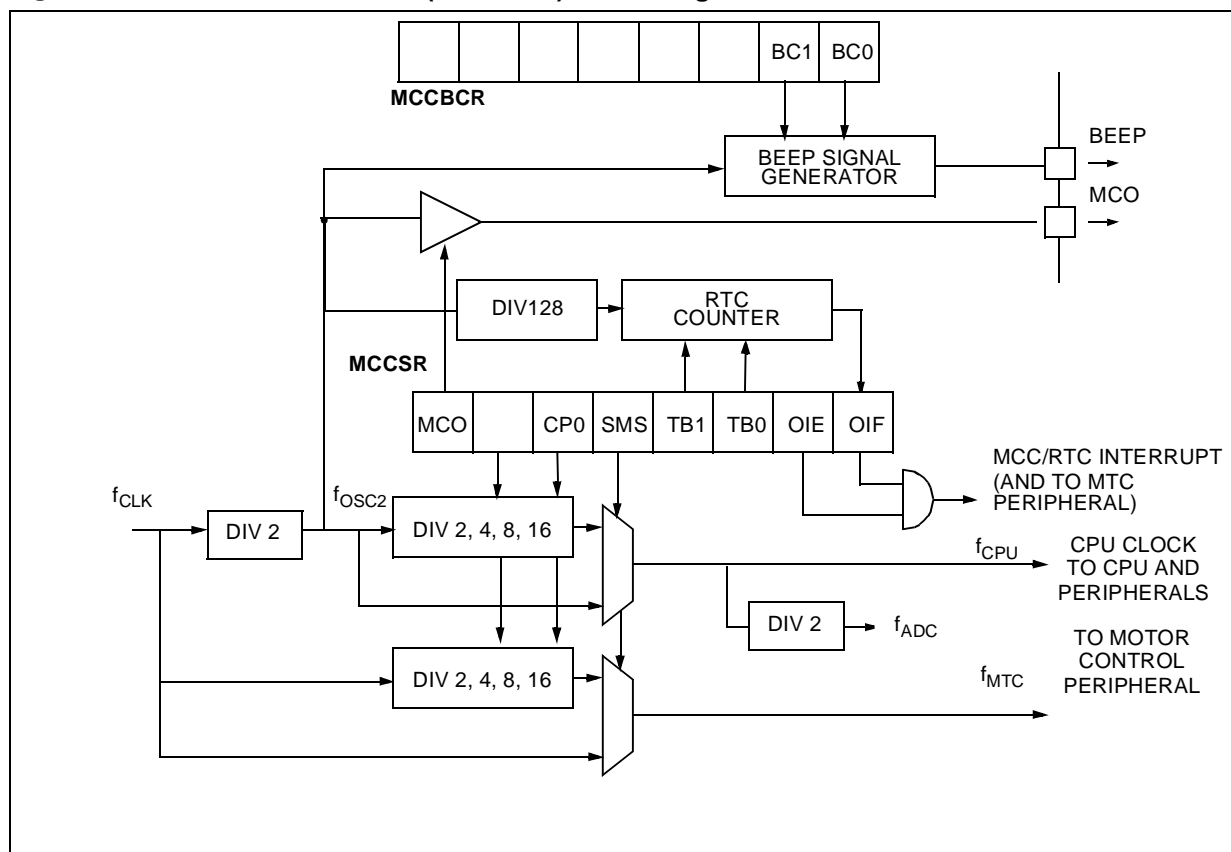 BC1 BC0
MCCBCR
BEEP SIGNAL
GENERATOR
BEEP
MCO
DIV128
RTC
COUNTER
MCCSR
MCO CP0 SMS TB1 TB0 OIE OIF
MCC/RTC INTERRUPT
(AND TO MTC
PERIPHERAL)
fCLK
DIV 2
fOSC2
DIV 2, 4, 8, 16
fCPU
CPU CLOCK
TO CPU AND
PERIPHERALS
DIV 2
fADC
DIV 2, 4, 8, 16
fMTC
TO MOTOR
CONTROL
PERIPHERAL